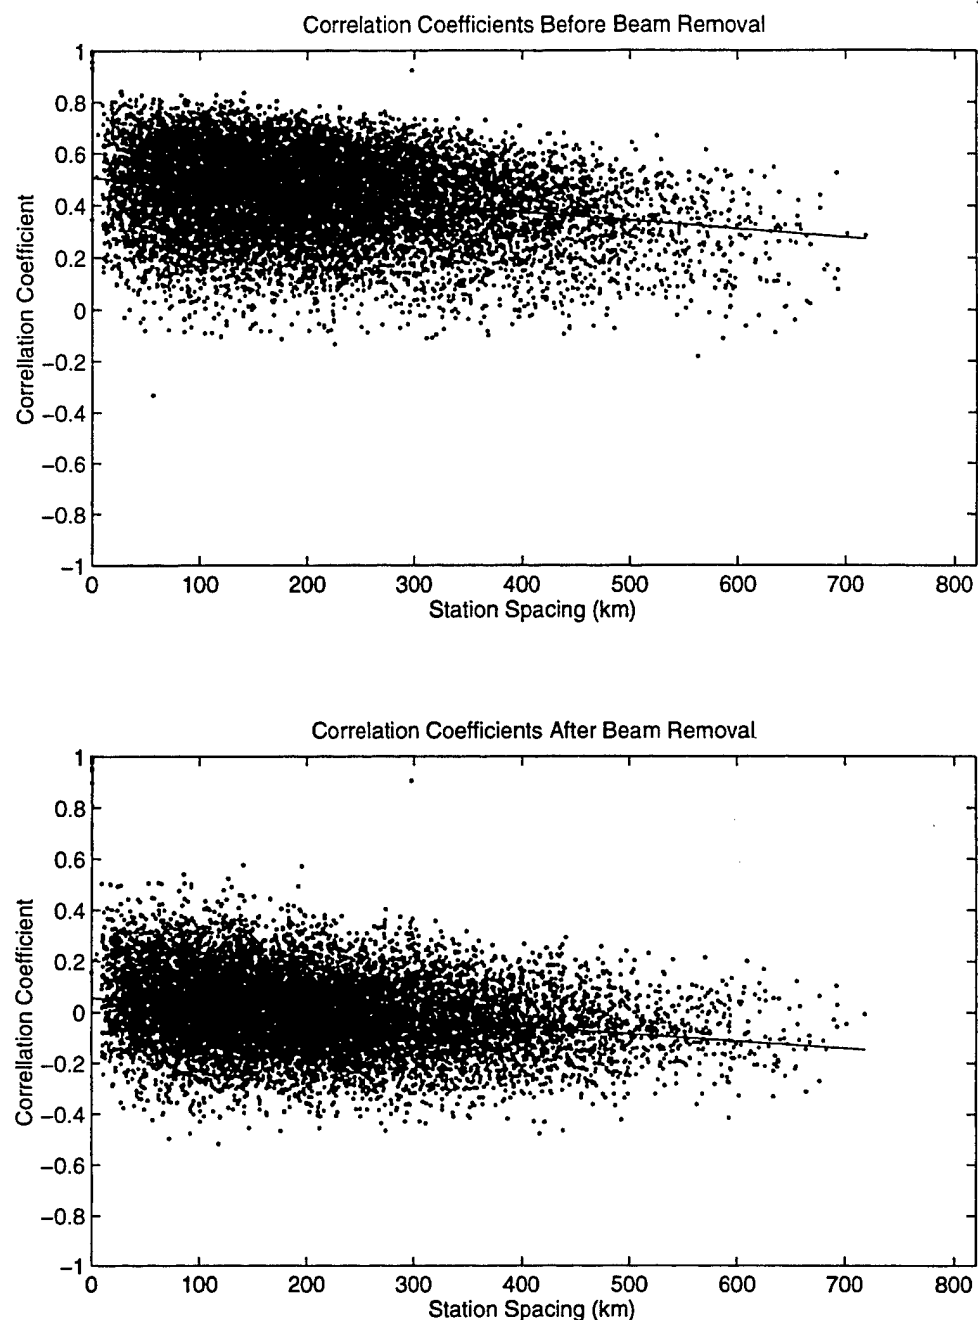 Correlation Coefficients Before Beam Removal
1
0.8
0.6
0.4
0.2
0
−0.2
−0.4
−0.6
−0.8
−1
Correllation Coefficient
0 100 200 300 400 500 600 700 800
Station Spacing (km)
Correlation Coefficients After Beam Removal
1
0.8
0.6
0.4
0.2
0
−0.2
−0.4
−0.6
−0.8
−1
Correllation Coefficient
0 100 200 300 400 500 600 700 800
Station Spacing (km)